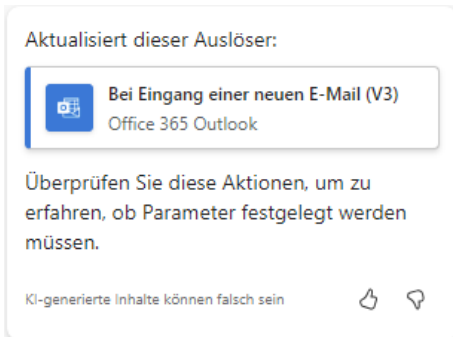 Aktualisiert dieser Auslöser:
Bei Eingang einer neuen E-Mail (V3)
Office 365 Outlook
Überprüfen Sie diese Aktionen, um zu
erfahren, ob Parameter festgelegt werden
müssen.
KI-generierte Inhalte können falsch sein